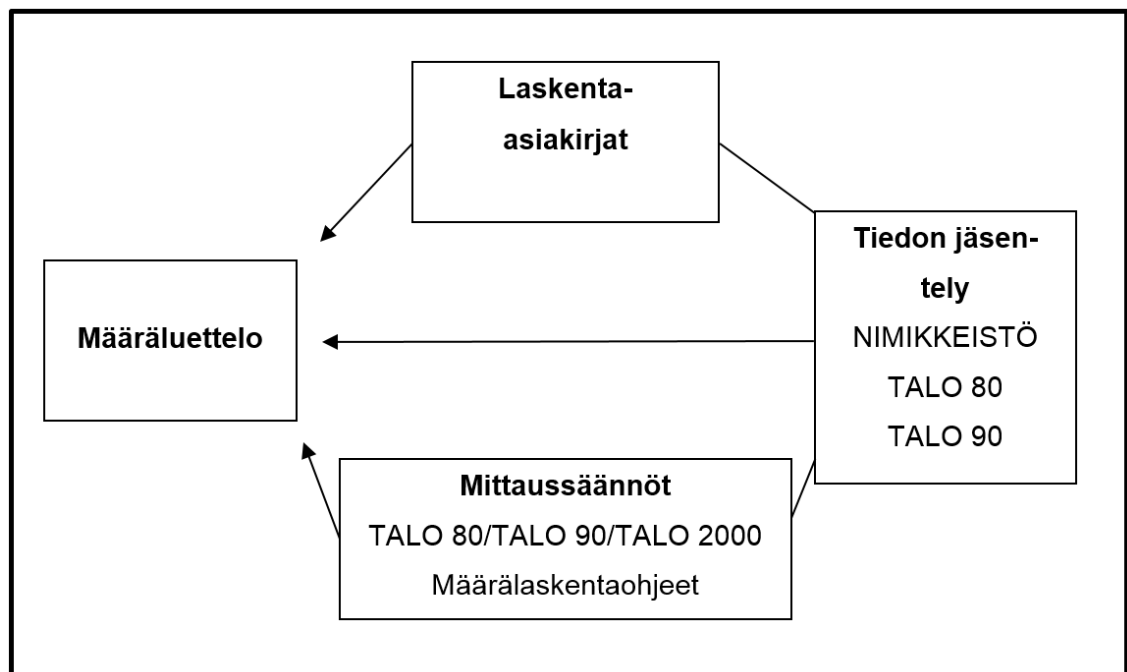 Laskenta-
asiakirjat
Tiedon jäsen-
tely
NIMIKKEISTÖ
TALO 80
TALO 90
Määräluettelo
Mittaussäännöt
TALO 80/TALO 90/TALO 2000
Määrälaskentaohjeet